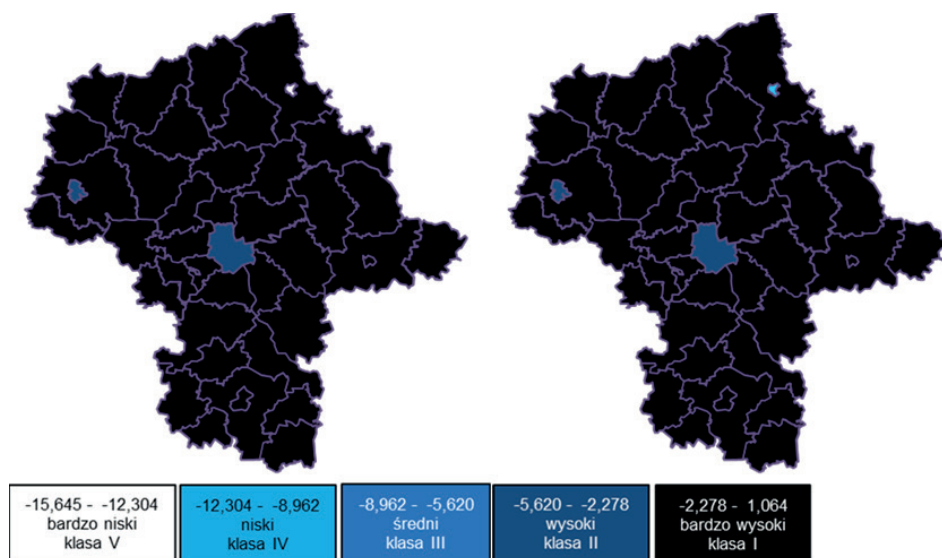 -15,645 - -12,304
bardzo niski
klasa V
-12,304 - -8,962
niski
klasa IV
-8,962 - -5,620
średni
klasa III
-5,620 - -2,278
wysoki
klasa II
-2,278 - 1,064
bardzo wysoki
klasa I